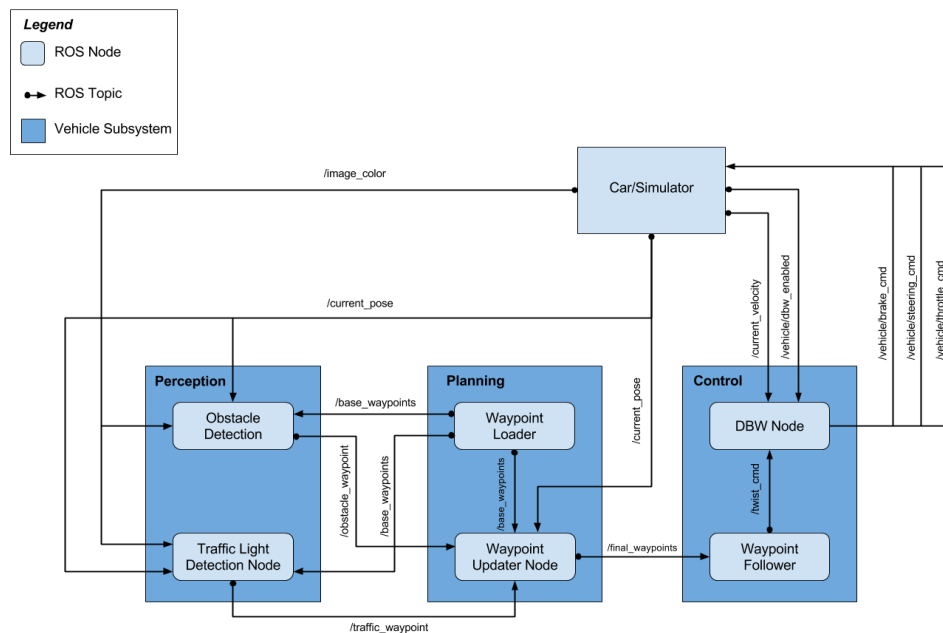 Legend
ROS Node
ROS Topic
Vehicle Subsystem
/image_color
Car/Simulator
/current_pose
/current_velocity
/vehicle/dbw_enabled
/vehicle/brake_cmd
/vehicle/steering_cmd
/vehicle/throttle_cmd
Perception
Planning
Control
Obstacle
Detection
/base_waypoints
Waypoint
Loader
/current_pose
DBW Node
/obstacle_waypoint
/base_waypoints
/base_waypoints
/twist_cmd
Traffic Light
Detection Node
Waypoint
Updater Node
/final_waypoints
Waypoint
Follower
/traffic_waypoint